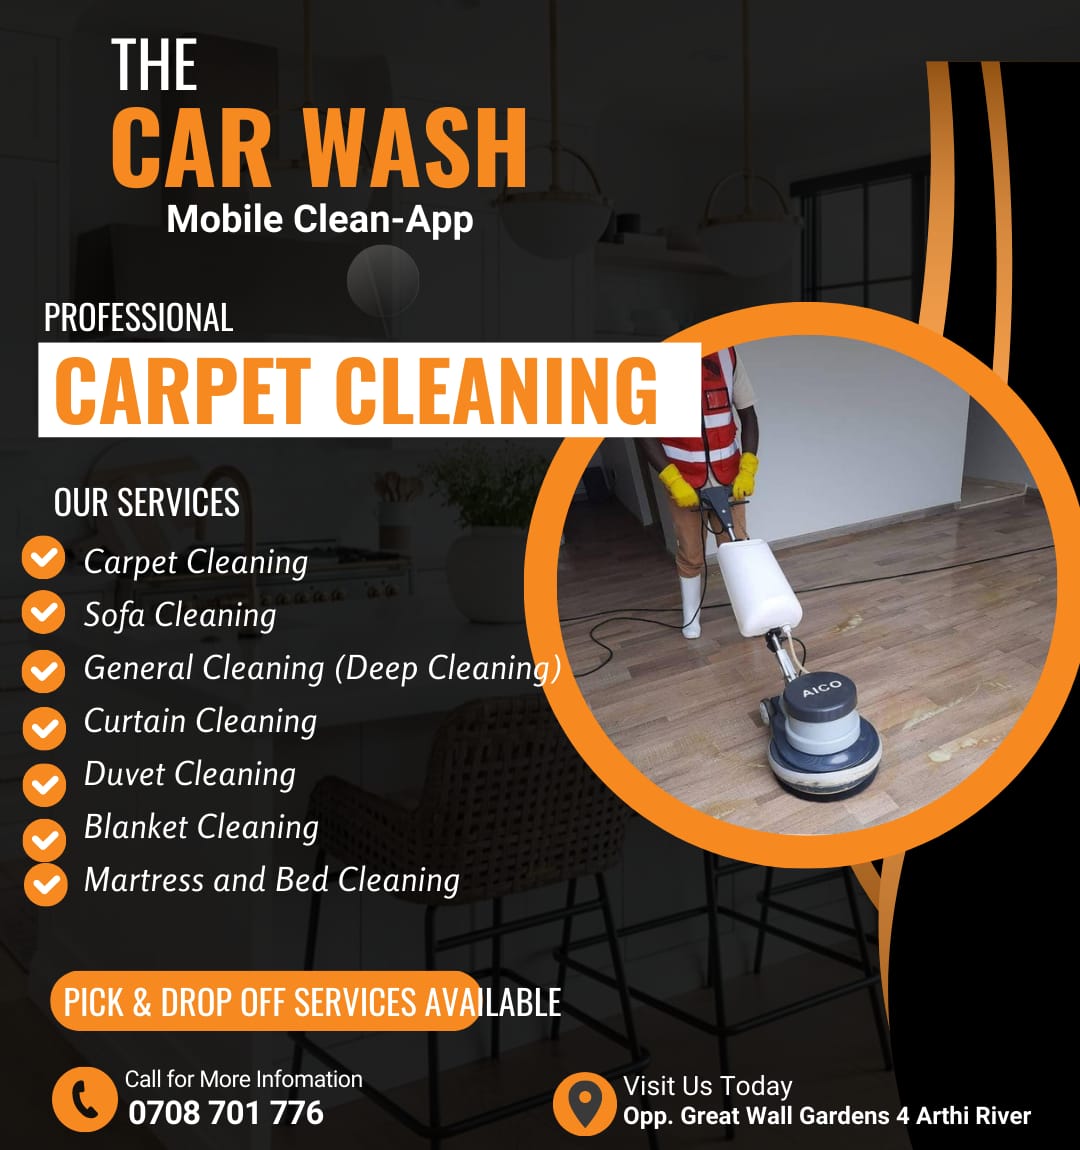 THE
CAR WASH
Mobile Clean-App
PROFESSIONAL
CARPET CLEANING
OUR SERVICES
Carpet Cleaning
Sofa Cleaning
General Cleaning (Deep Cleaning)
Curtain Cleaning
Duvet Cleaning
Blanket Cleaning
Martress and Bed Cleaning
AICO
PICK & DROP OFF SERVICES AVAILABLE
Call for More Infomation
0708 701 776
Visit Us Today
Opp. Great Wall Gardens 4 Arthi River